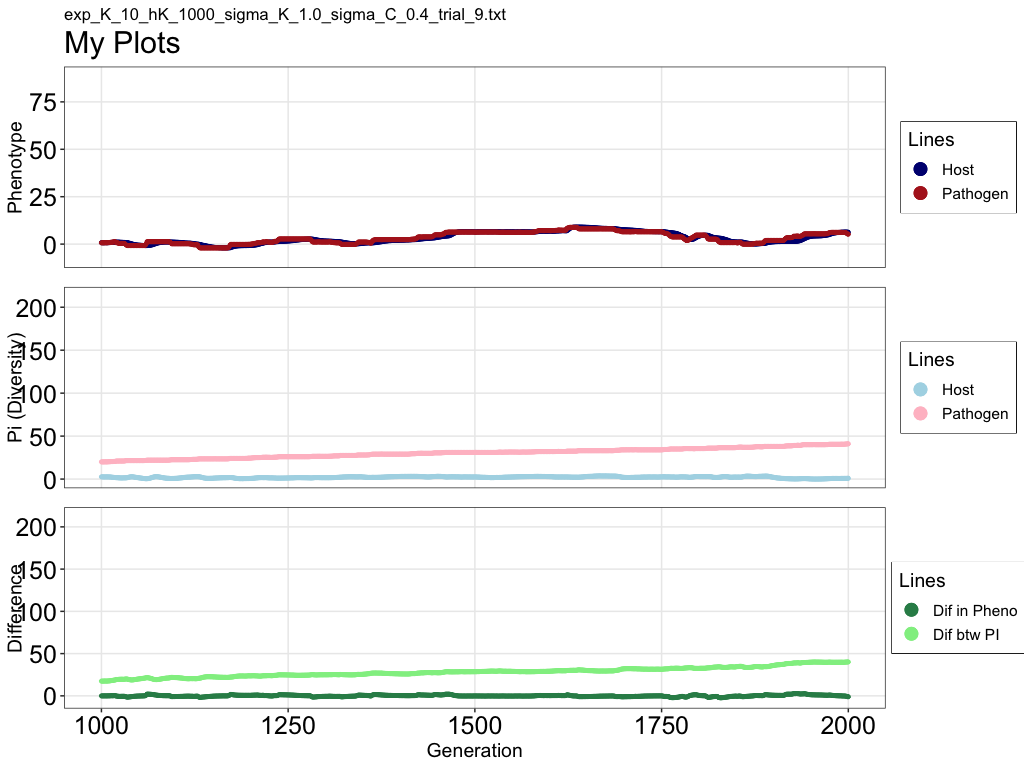 exp_K_10_hK_1000_sigma_K_1.0_sigma_C_0.4_trial_9.txt
My Plots
Phenotype
75
50
25
0
Lines
Host
Pathogen
Pi (Diversity)
200
150
100
50
0
Lines
Host
Pathogen
Difference
200
150
100
50
0
Lines
Dif in Pheno
Dif btw PI
1000 1250 1500 1750 2000
Generation